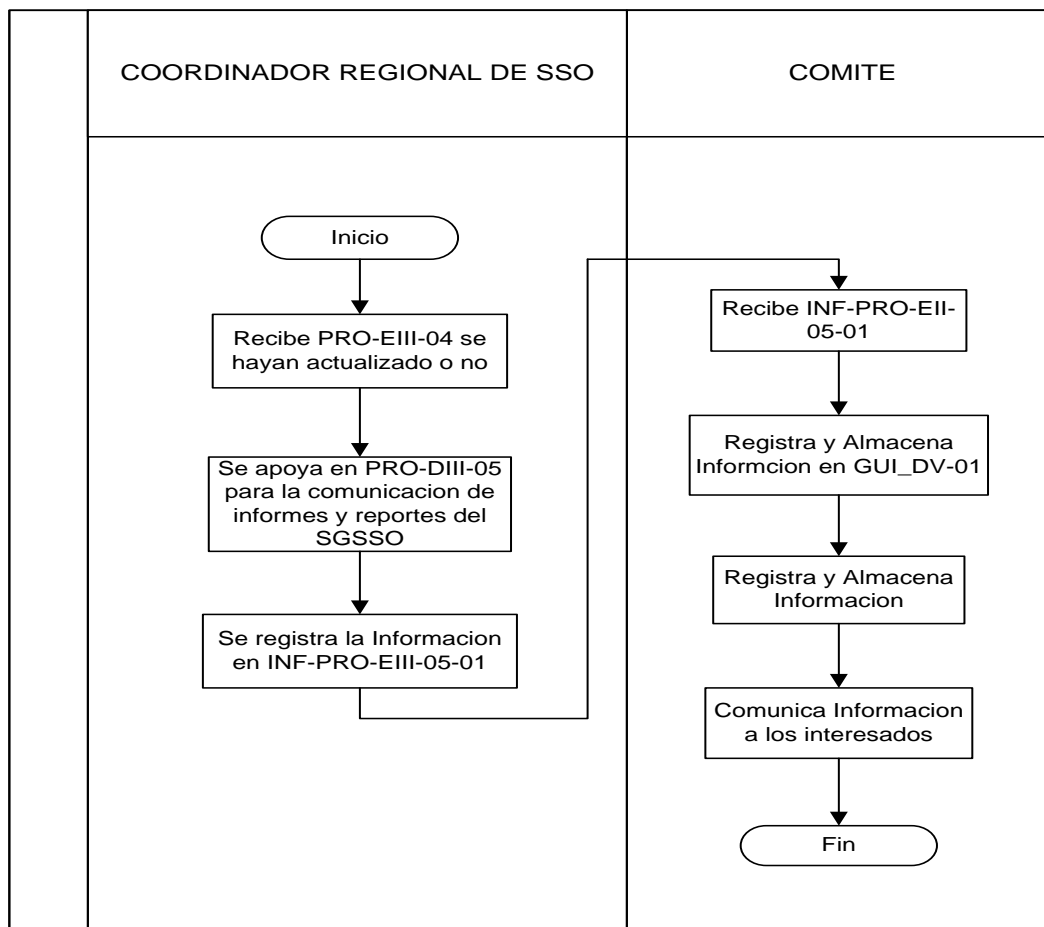 COORDINADOR REGIONAL DE SSO
COMITE
Inicio
Recibe PRO-EIII-04 se
hayan actualizado o no
Se apoya en PRO-DIII-05
para la comunicacion de
informes y reportes del
SGSSO
Se registra la Informacion
en INF-PRO-EIII-05-01
Recibe INF-PRO-EII-
05-01
Registra y Almacena
Informcion en GUI_DV-01
Registra y Almacena
Informacion
Comunica Informacion
a los interesados
Fin